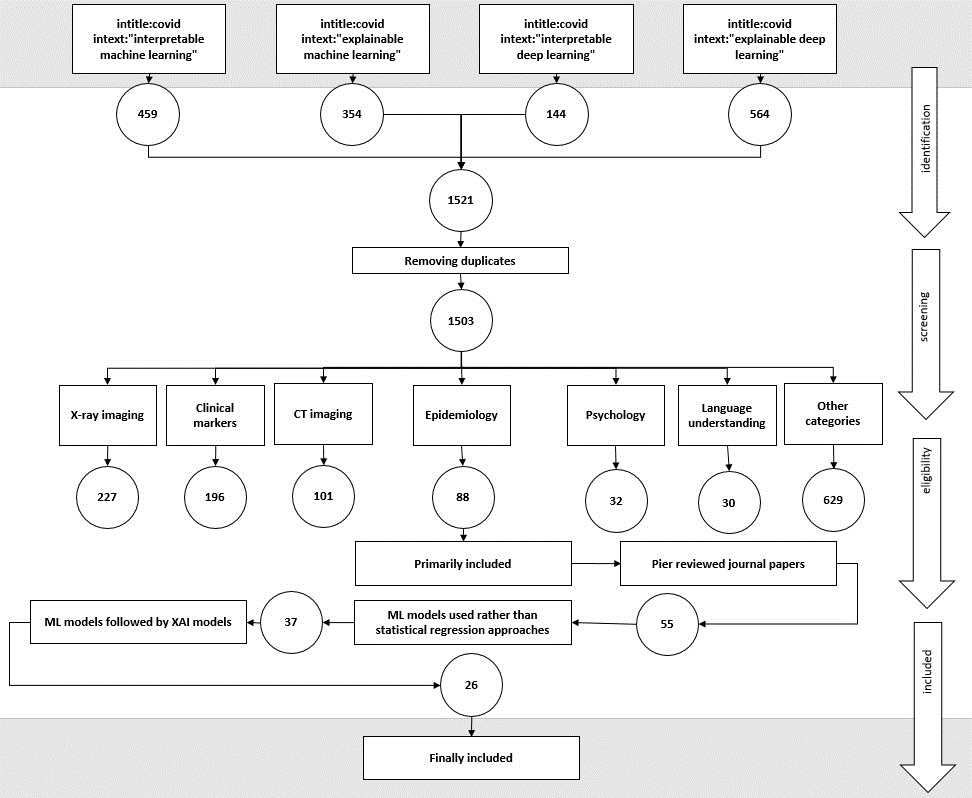 intitle:covid
intext:"interpretable
machine learning"
intitle:covid
intext:"explainable
machine learning"
intitle:covid
intext:"interpretable
deep learning"
intitle:covid
intext:"explainable deep
learning"
459
354
144
564
identification
1521
Removing duplicates
1503
screening
X-ray imaging
Clinical
markers
CT imaging
Epidemiology
Psychology
Language
understanding
Other
categories
227
196
101
88
32
30
629
eligibility
Primarily included
Pier reviewed journal papers
55
ML models used rather than
statistical regression approaches
37
ML models followed by XAI models
26
included
Finally included